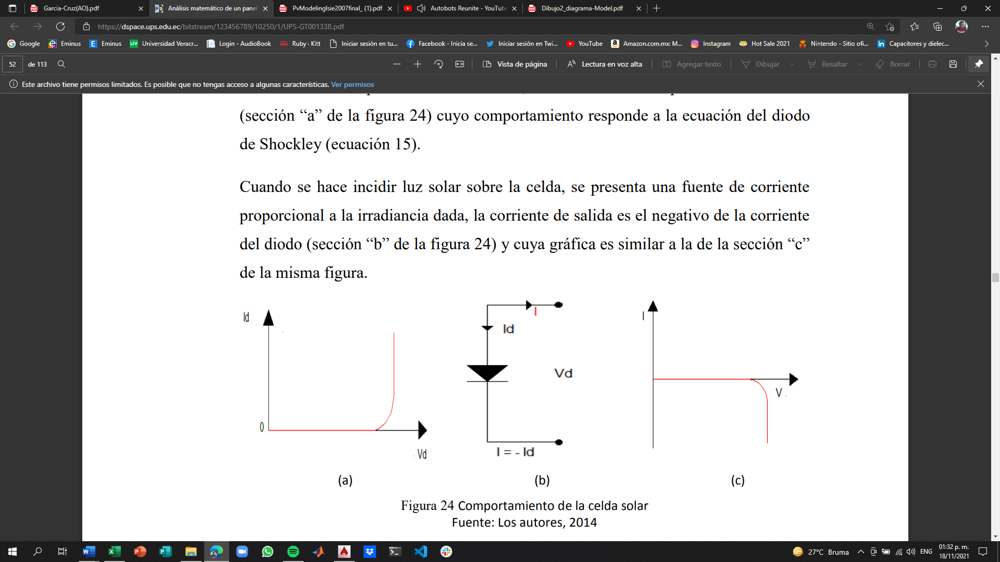 Garcia-Cruz(AO).pdf
Análisis matemático de un panel
PvModelingIsie2007final_ (1).pdf
Autobots Reunite - YouTube
Dibujo2_diagrama-Model.pdf
https://dspace.ups.edu.ec/bitstream/123456789/10250/1/UPS-GT001338.pdf
Google
Eminus
Eminus
Universidad Veracr...
Login - AudioBook
Ruby · Kitt
Iniciar sesión en tu...
Facebook - Inicia se...
Iniciar sesión en Twi...
YouTube
Amazon.com.mx: M...
Instagram
Hot Sale 2021
Nintendo - Sitio ofi...
Capacitores y dielec...
52 de 113
Vista de página
Lectura en voz alta
Agregar texto
Dibujar
Resaltar
Borrar
Este archivo tiene permisos limitados. Es posible que no tengas acceso a algunas características. Ver permisos
(sección “a” de la figura 24) cuyo comportamiento responde a la ecuación del diodo
de Shockley (ecuación 15).
Cuando se hace incidir luz solar sobre la celda, se presenta una fuente de corriente
proporcional a la irradiancia dada, la corriente de salida es el negativo de la corriente
del diodo (sección “b” de la figura 24) y cuya gráfica es similar a la de la sección “c”
de la misma figura.
Id
0
Vd
I
Id
Vd
I = - Id
I
V
(a)
(b)
(c)
Figura 24 Comportamiento de la celda solar
Fuente: Los autores, 2014
27°C Bruma
ENG
01:32 p. m.
18/11/2021